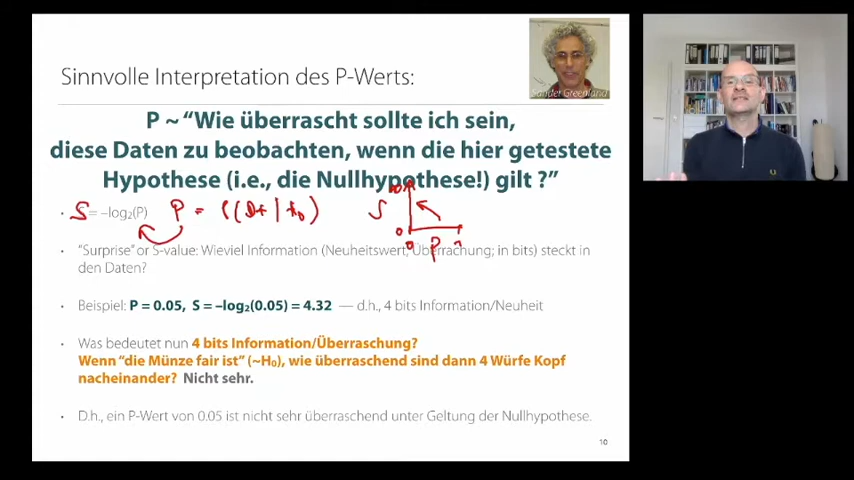 Sinnvolle Interpretation des P-Werts:
Sander Greenland
P ~ “Wie überrascht sollte ich sein,
diese Daten zu beobachten, wenn die hier getestete
Hypothese (i.e., die Nullhypothese!) gilt ?”
S = –log₂(P)
“Surprise” or S-value: Wieviel Information (Neuheitswert, Überrachung; in bits) steckt in
den Daten?
Beispiel: P = 0.05, S = –log₂(0.05) = 4.32 — d.h., 4 bits Information/Neuheit
Was bedeutet nun 4 bits Information/Überraschung?
Wenn “die Münze fair ist” (~H₀), wie überraschend sind dann 4 Würfe Kopf
nacheinander? Nicht sehr.
D.h., ein P-Wert von 0.05 ist nicht sehr überraschend unter Geltung der Nullhypothese.
10